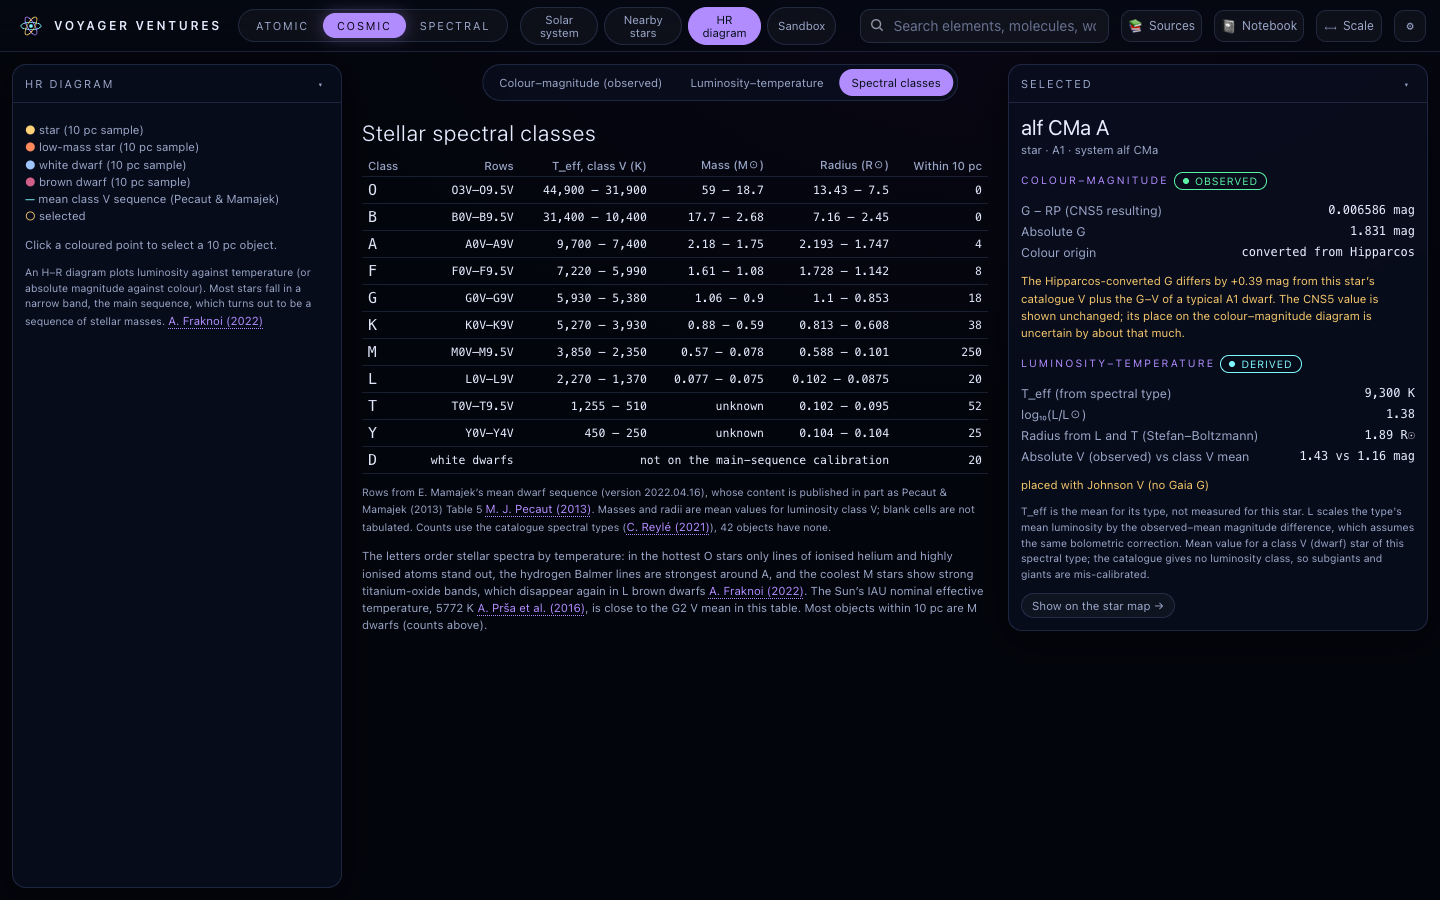 VOYAGER VENTURES
ATOMIC
COSMIC
SPECTRAL
Solar system
Nearby stars
HR diagram
Sandbox
Search elements, molecules, wo
Sources
Notebook
Scale
HR DIAGRAM
star (10 pc sample)
low-mass star (10 pc sample)
white dwarf (10 pc sample)
brown dwarf (10 pc sample)
mean class V sequence (Pecaut & Mamajek)
selected
Click a coloured point to select a 10 pc object.
An H–R diagram plots luminosity against temperature (or
absolute magnitude against colour). Most stars fall in a
narrow band, the main sequence, which turns out to be a
sequence of stellar masses. A. Fraknoi (2022)
Colour–magnitude (observed)
Luminosity–temperature
Spectral classes
Stellar spectral classes
Class Rows T_eff, class V (K) Mass (M☉) Radius (R☉) Within 10 pc
O O3V–O9.5V 44,900 – 31,900 59 – 18.7 13.43 – 7.5 0
B B0V–B9.5V 31,400 – 10,400 17.7 – 2.68 7.16 – 2.45 0
A A0V–A9V 9,700 – 7,400 2.18 – 1.75 2.193 – 1.747 4
F F0V–F9.5V 7,220 – 5,990 1.61 – 1.08 1.728 – 1.142 8
G G0V–G9V 5,930 – 5,380 1.06 – 0.9 1.1 – 0.853 18
K K0V–K9V 5,270 – 3,930 0.88 – 0.59 0.813 – 0.608 38
M M0V–M9.5V 3,850 – 2,350 0.57 – 0.078 0.588 – 0.101 250
L L0V–L9V 2,270 – 1,370 0.077 – 0.075 0.102 – 0.0875 20
T T0V–T9.5V 1,255 – 510 unknown 0.102 – 0.095 52
Y Y0V–Y4V 450 – 250 unknown 0.104 – 0.104 25
D white dwarfs not on the main-sequence calibration 20
Rows from E. Mamajek's mean dwarf sequence (version 2022.04.16), whose content is published in part as Pecaut &
Mamajek (2013) Table 5 M. J. Pecaut (2013). Masses and radii are mean values for luminosity class V; blank cells are not
tabulated. Counts use the catalogue spectral types (C. Reylé (2021)), 42 objects have none.
The letters order stellar spectra by temperature: in the hottest O stars only lines of ionised helium and highly
ionised atoms stand out, the hydrogen Balmer lines are strongest around A, and the coolest M stars show strong
titanium-oxide bands, which disappear again in L brown dwarfs A. Fraknoi (2022). The Sun's IAU nominal effective
temperature, 5772 K A. Prša et al. (2016), is close to the G2 V mean in this table. Most objects within 10 pc are M
dwarfs (counts above).
SELECTED
alf CMa A
star · A1 · system alf CMa
COLOUR–MAGNITUDE OBSERVED
G − RP (CNS5 resulting) 0.006586 mag
Absolute G 1.831 mag
Colour origin converted from Hipparcos
The Hipparcos-converted G differs by +0.39 mag from this star's
catalogue V plus the G−V of a typical A1 dwarf. The CNS5 value is
shown unchanged; its place on the colour–magnitude diagram is
uncertain by about that much.
LUMINOSITY–TEMPERATURE DERIVED
T_eff (from spectral type) 9,300 K
log₁₀(L/L☉) 1.38
Radius from L and T (Stefan–Boltzmann) 1.89 R☉
Absolute V (observed) vs class V mean 1.43 vs 1.16 mag
placed with Johnson V (no Gaia G)
T_eff is the mean for its type, not measured for this star. L scales the type's
mean luminosity by the observed–mean magnitude difference, which assumes
the same bolometric correction. Mean value for a class V (dwarf) star of this
spectral type; the catalogue gives no luminosity class, so subgiants and
giants are mis-calibrated.
Show on the star map →